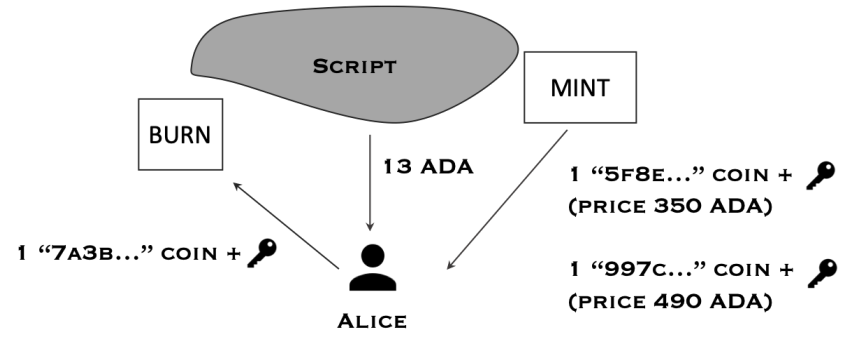 SCRIPT
MINT
BURN
13 ADA
1 “5F8E...” COIN +
(PRICE 350 ADA)
1 “7A3B...” COIN +
1 “997C...” COIN +
(PRICE 490 ADA)
ALICE